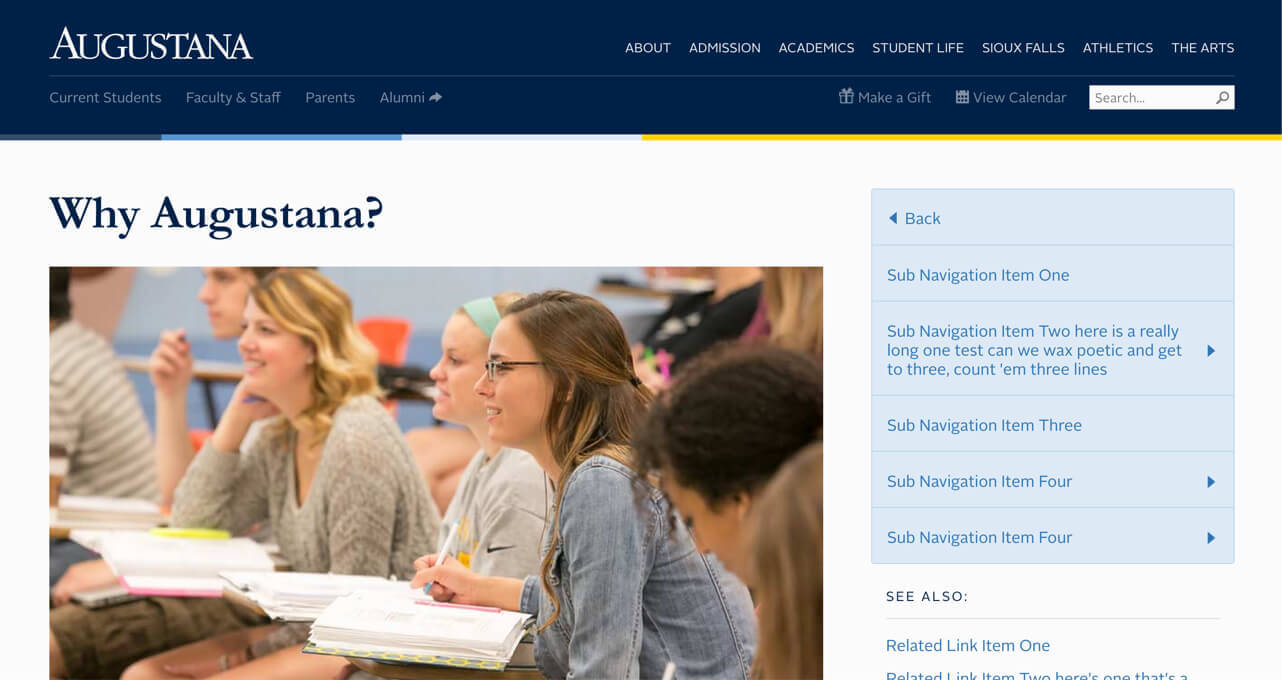 AUGUSTANA
ABOUT ADMISSION ACADEMICS STUDENT LIFE SIOUX FALLS ATHLETICS THE ARTS
Current Students Faculty & Staff Parents Alumni
Make a Gift View Calendar Search...
Why Augustana?
Back
Sub Navigation Item One
Sub Navigation Item Two here is a really
long one test can we wax poetic and get
to three, count 'em three lines
Sub Navigation Item Three
Sub Navigation Item Four
Sub Navigation Item Four
SEE ALSO:
Related Link Item One
Related Link Item Two here's one that's a